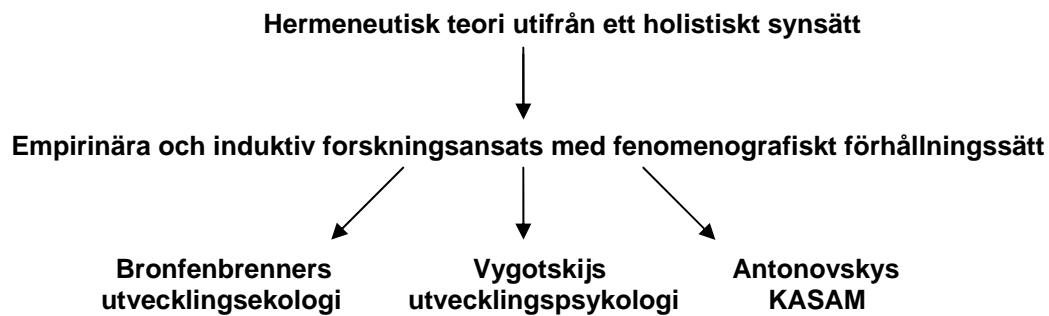 Hermeneutisk teori utifrån ett holistiskt synsätt
Empirinära och induktiv forskningsansats med fenomenografiskt förhållningssätt
Bronfenbrenners
utvecklingsekologi
Vygotskijs
utvecklingspsykologi
Antonovskys
KASAM